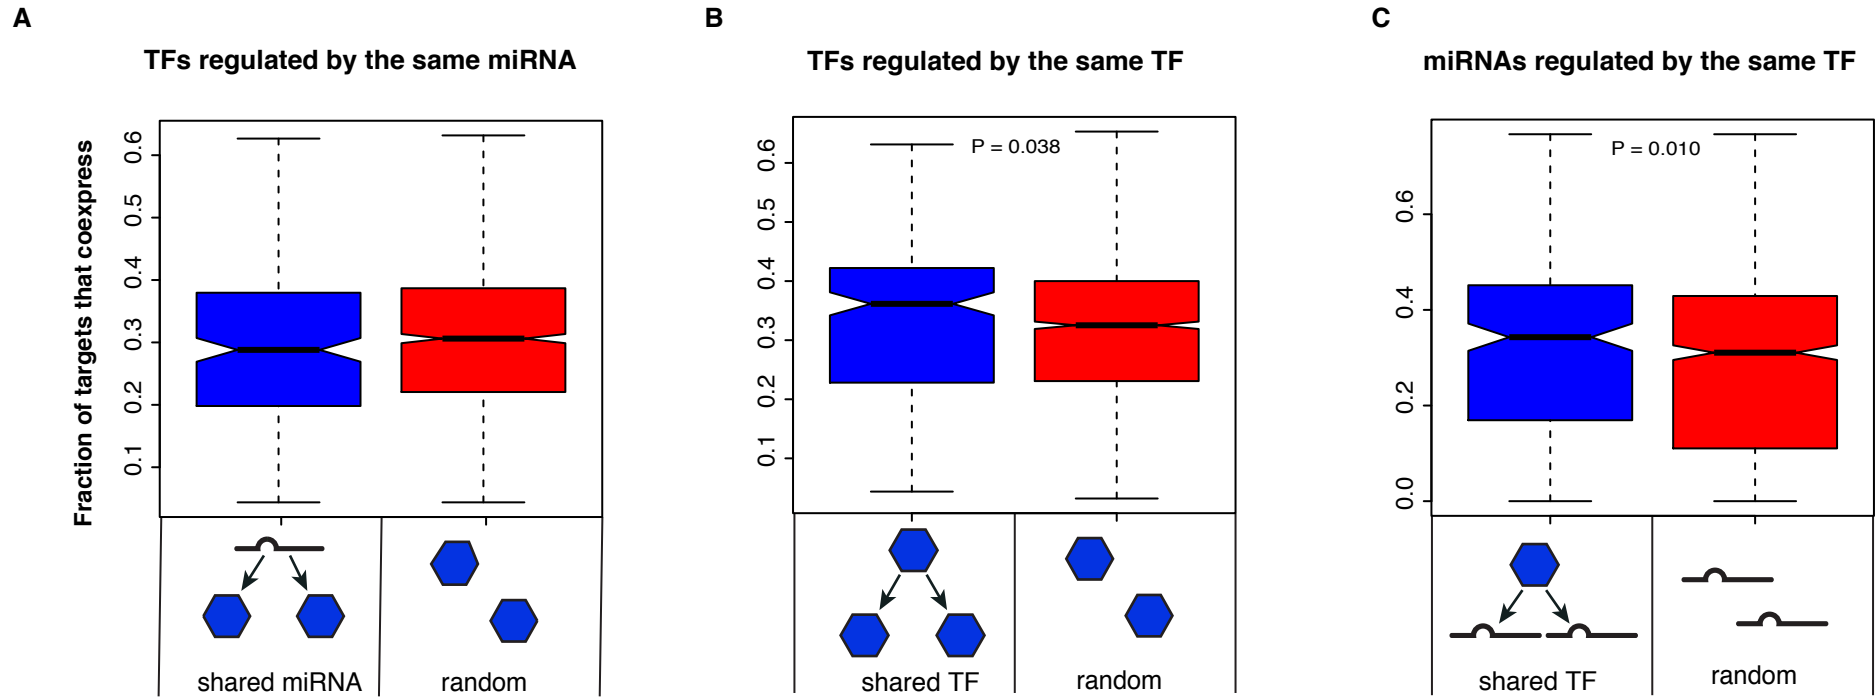 A
TFs regulated by the same miRNA
Fraction of targets that coexpress
0.6
0.5
0.4
0.3
0.2
0.1
shared miRNA
random
B
TFs regulated by the same TF
P = 0.038
0.6
0.5
0.4
0.3
0.2
0.1
shared TF
random
C
miRNAs regulated by the same TF
P = 0.010
0.6
0.4
0.2
0.0
shared TF
random